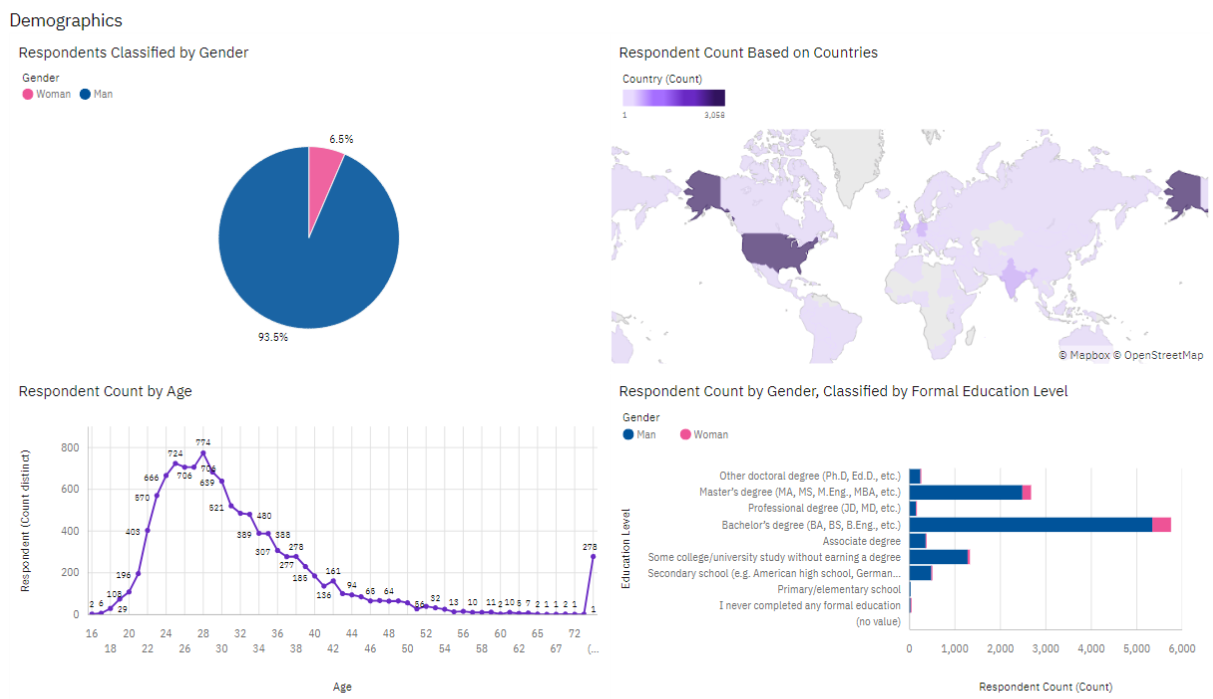 Demographics
Respondents Classified by Gender
Gender
Woman Man
6.5%
93.5%
Respondent Count Based on Countries
Country (Count)
1 3,058
© Mapbox © OpenStreetMap
Respondent Count by Age
Respondent (Count distinct)
800
600
400
200
0
2 6 29 108 196 403 570 666 724 706 774 706 639 521 389 480 307 388 277 278 185 136 161 94 65 64 56 32 13 10 11 2 10 5 7 2 1 1 2 1 278 1
16 20 24 28 32 36 40 44 48 52 56 60 65 72
18 22 26 30 34 38 42 46 50 54 58 62 67 (...
Age
Respondent Count by Gender, Classified by Formal Education Level
Gender
Man Woman
Education Level
Other doctoral degree (Ph.D, Ed.D., etc.)
Master's degree (MA, MS, M.Eng., MBA, etc.)
Professional degree (JD, MD, etc.)
Bachelor's degree (BA, BS, B.Eng., etc.)
Associate degree
Some college/university study without earning a degree
Secondary school (e.g. American high school, German...
Primary/elementary school
I never completed any formal education
(no value)
0 1,000 2,000 3,000 4,000 5,000 6,000
Respondent Count (Count)